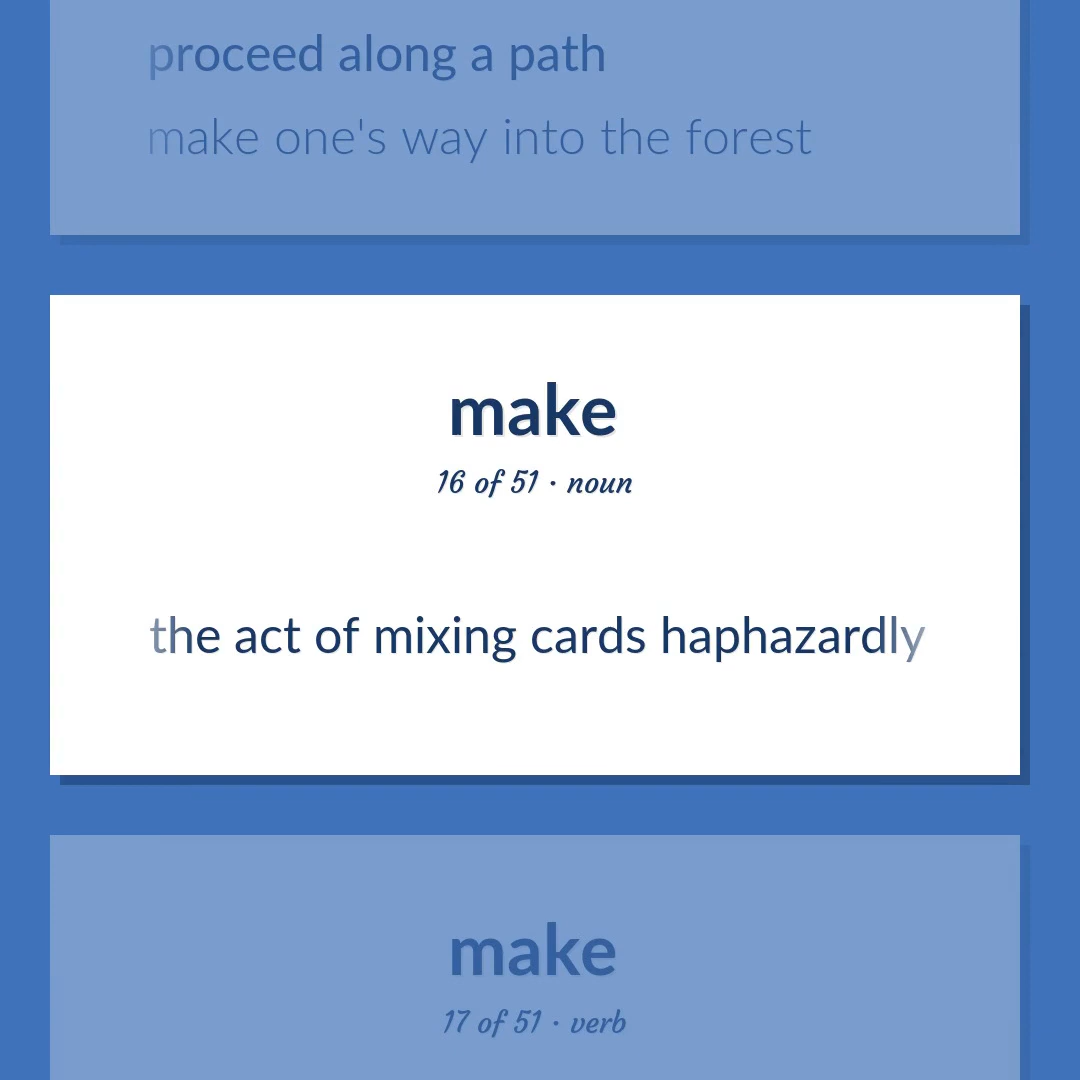 proceed along a path
make one's way into the forest
make
16 of 51 · noun
the act of mixing cards haphazardly
make
17 of 51 · verb